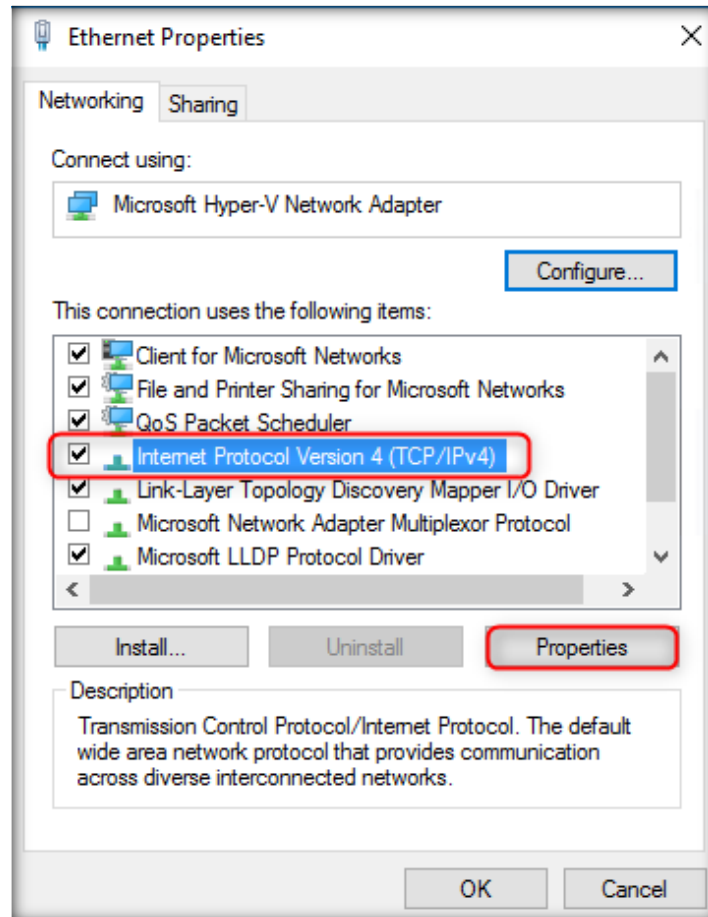 Ethernet Properties
Networking
Sharing
Connect using:
Microsoft Hyper-V Network Adapter
Configure...
This connection uses the following items:
Client for Microsoft Networks
File and Printer Sharing for Microsoft Networks
QoS Packet Scheduler
Internet Protocol Version 4 (TCP/IPv4)
Link-Layer Topology Discovery Mapper I/O Driver
Microsoft Network Adapter Multiplexor Protocol
Microsoft LLDP Protocol Driver
Install...
Uninstall
Properties
Description
Transmission Control Protocol/Internet Protocol. The default
wide area network protocol that provides communication
across diverse interconnected networks.
OK
Cancel